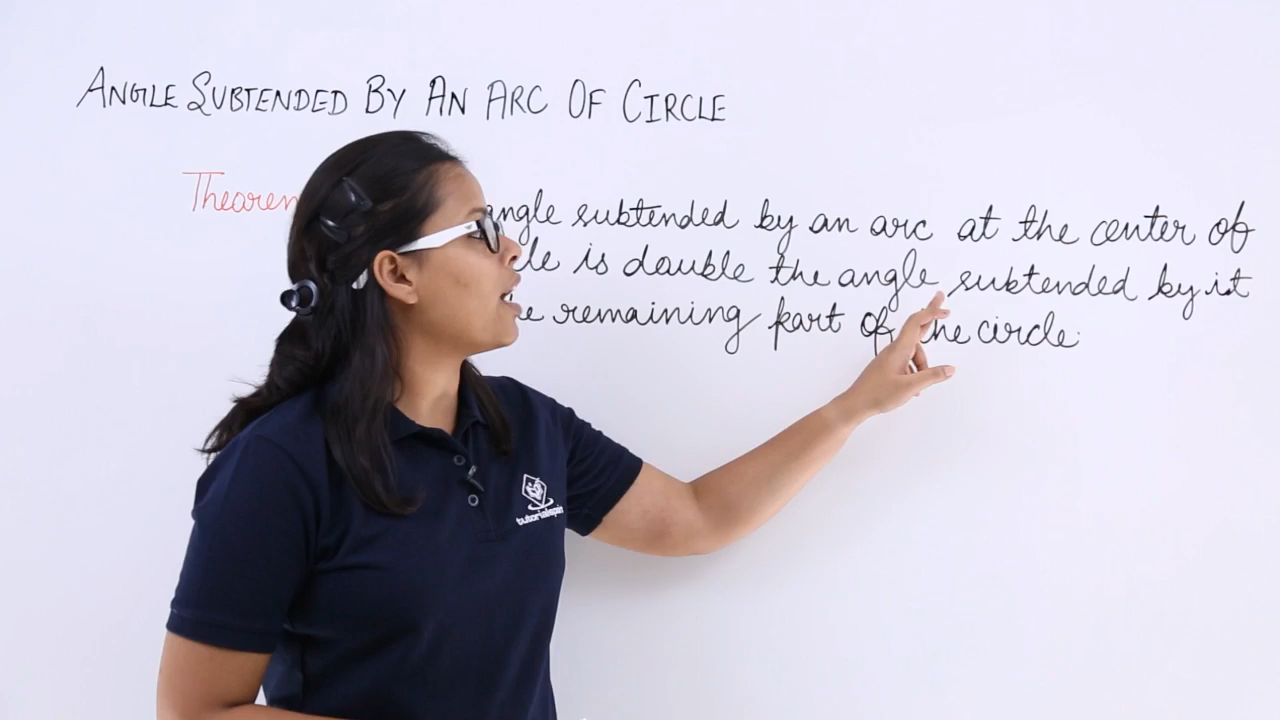 ANGLE SUBTENDED BY AN ARC OF CIRCLE
Theorem angle subtended by an arc at the center of
is double the angle subtended by it
remaining part of the circle.
tutorialspin